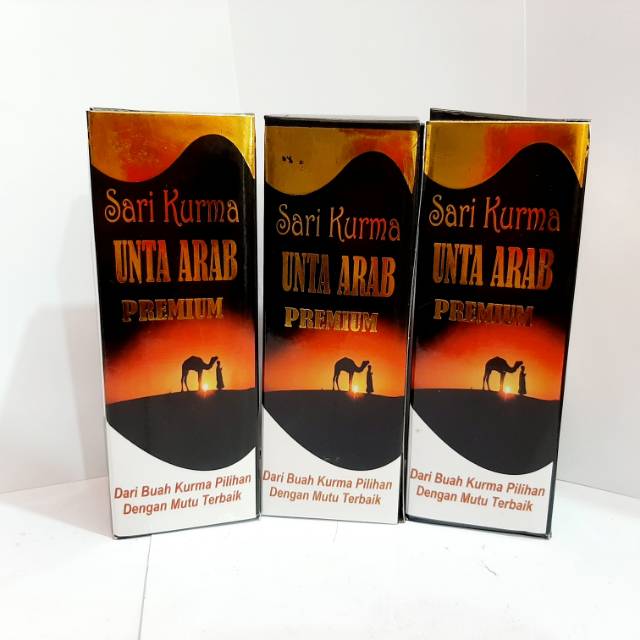 Sari Kurma
UNTA ARAB
PREMIUM
Dari Buah Kurma Pilihan
Dengan Mutu Terbaik
Sari Kurma
UNTA ARAB
PREMIUM
Dari Buah Kurma Pilihan
Dengan Mutu Terbaik
Sari Kurma
UNTA ARAB
PREMIUM
Dari Buah Kurma Pilihan
Dengan Mutu Terbaik